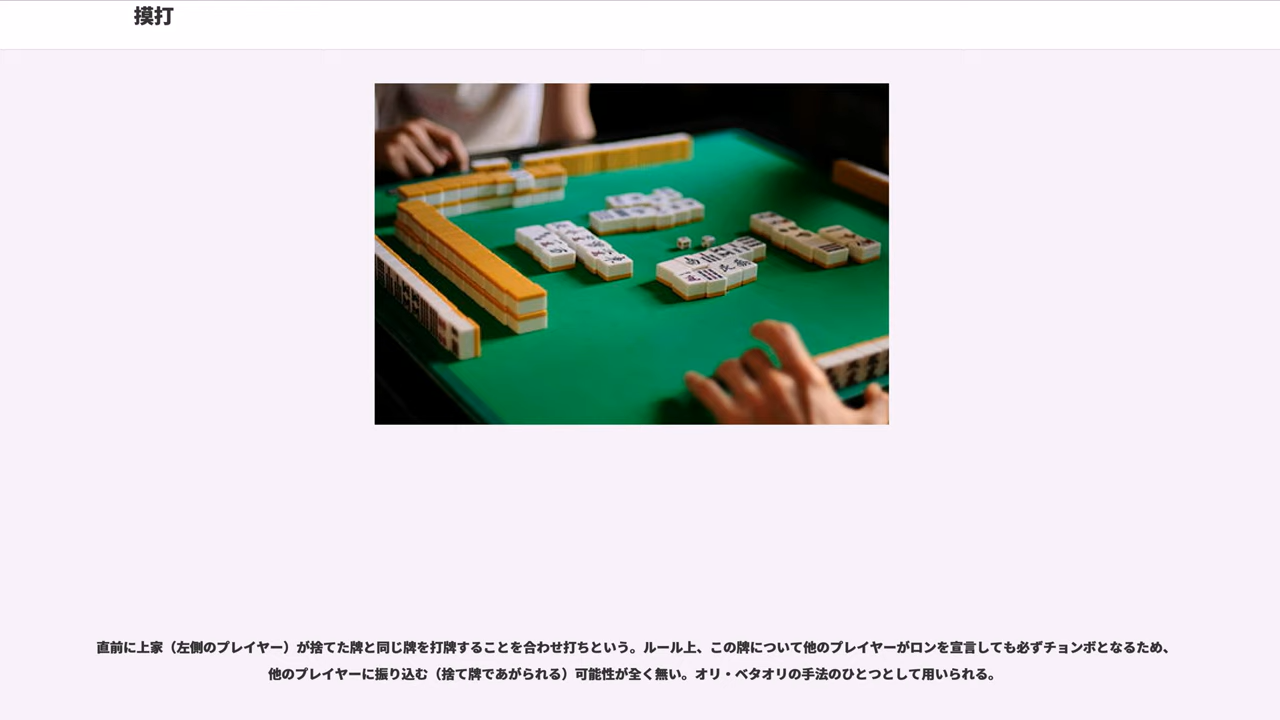 摸打
直前に上家（左側のプレイヤー）が捨てた牌と同じ牌を打牌することを合わせ打ちという。ルール上、この牌について他のプレイヤーがロンを宣言しても必ずチョンボとなるため、
他のプレイヤーに振り込む（捨て牌であがられる）可能性が全く無い。オリ・ベタオリの手法のひとつとして用いられる。